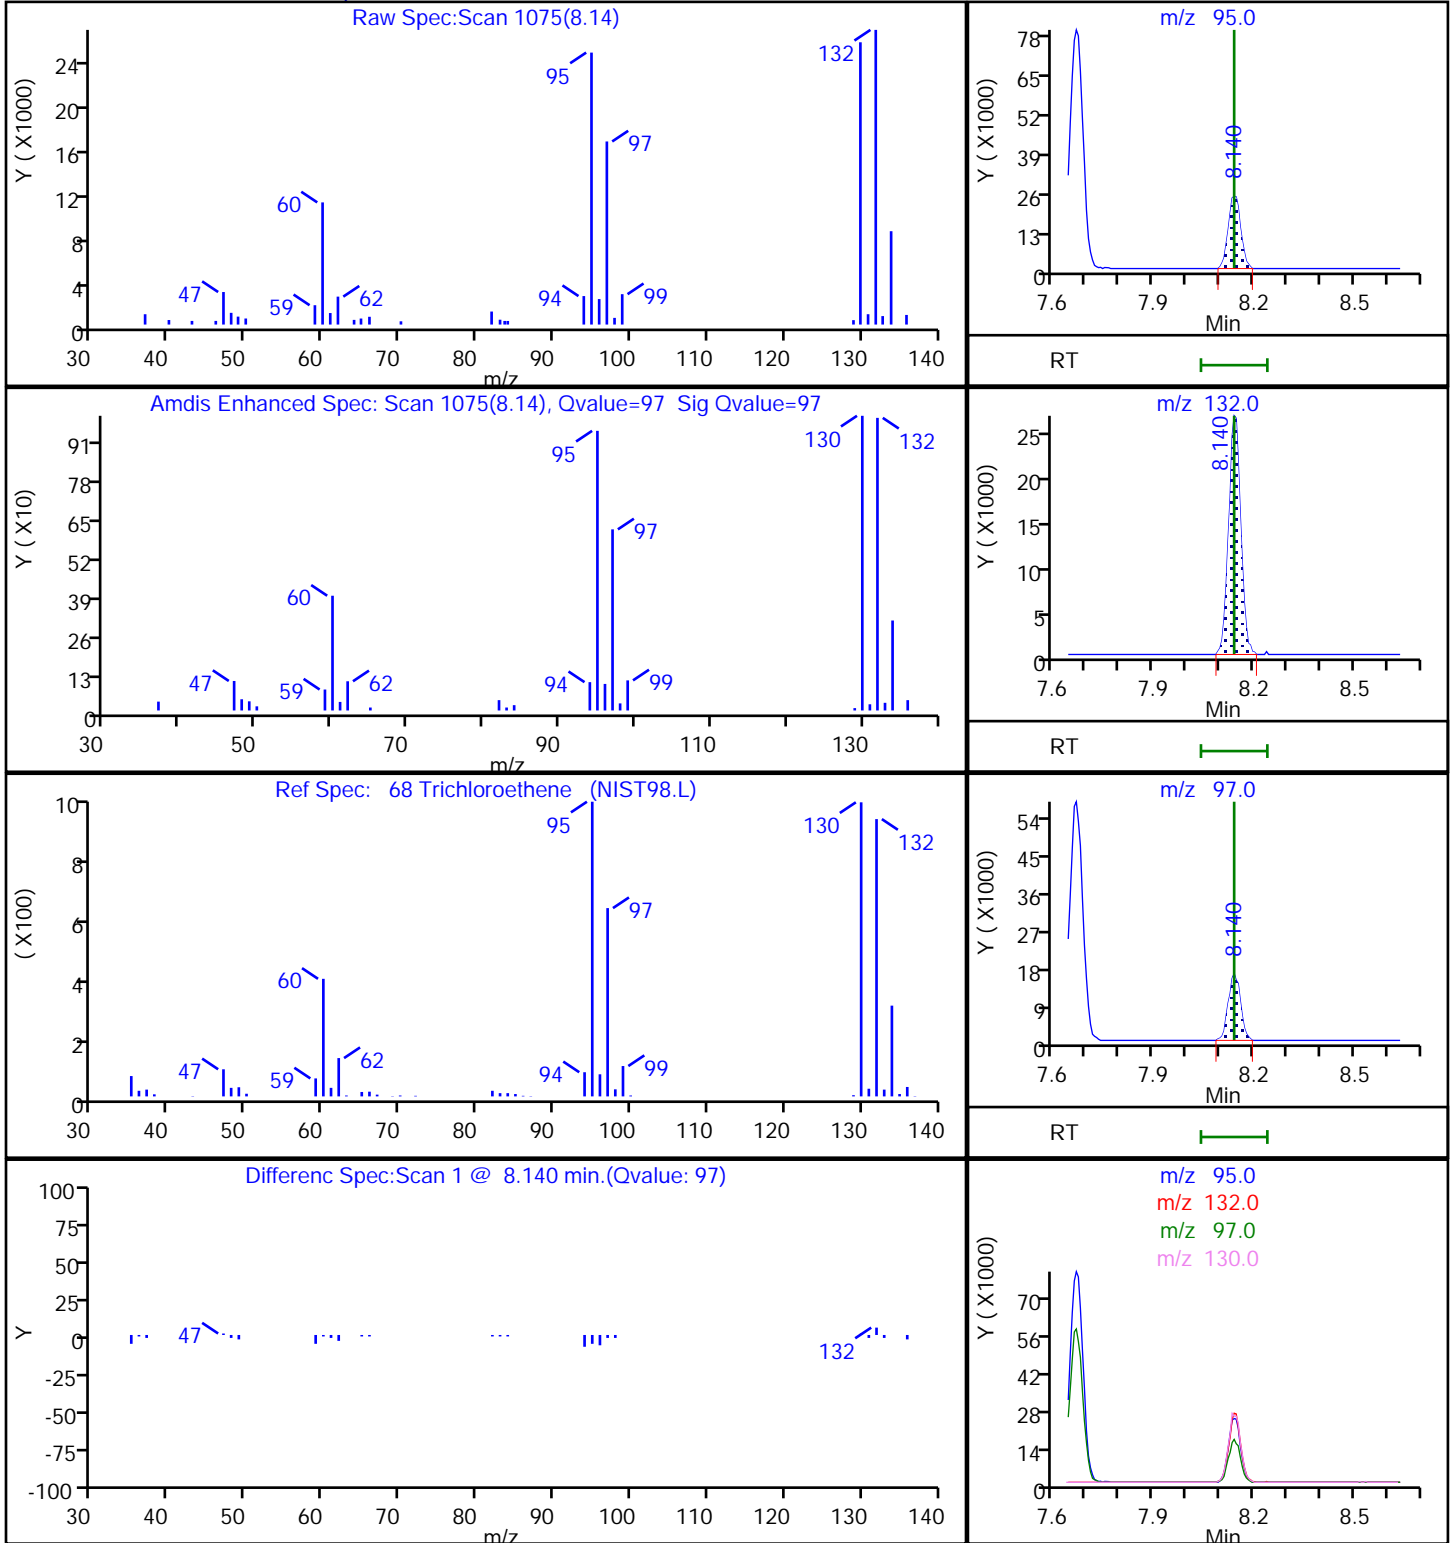 Raw Spec:Scan 1075(8.14)
Y ( X1000)
24
20
16
12
8
4
0
132
95
97
60
47
59
62
94
99
30 40 50 60 70 80 90 100 110 120 130 140
m/z
m/z 95.0
Y ( X1000)
78
65
52
39
26
13
0
8.140
7.6 7.9 8.2 8.5
Min
RT
Amdis Enhanced Spec: Scan 1075(8.14), Qvalue=97 Sig Qvalue=97
Y ( X10)
91
78
65
52
39
26
13
0
130
132
95
97
60
47
59
62
94
99
30 50 70 90 110 130
m/z
m/z 132.0
Y ( X1000)
25
20
15
10
5
0
8.140
7.6 7.9 8.2 8.5
Min
RT
Ref Spec: 68 Trichloroethene (NIST98.L)
( X100)
10
8
6
4
2
0
95
130
132
97
60
47
59
62
94
99
30 40 50 60 70 80 90 100 110 120 130 140
m/z 97.0
Y ( X1000)
54
45
36
27
18
9
0
8.140
7.6 7.9 8.2 8.5
Min
RT
Differenc Spec:Scan 1 @ 8.140 min.(Qvalue: 97)
Y
100
75
50
25
0
-25
-50
-75
-100
47
132
30 40 50 60 70 80 90 100 110 120 130 140
m/z
m/z 95.0
m/z 132.0
m/z 97.0
m/z 130.0
Y ( X1000)
70
56
42
28
14
0
7.6 7.9 8.2 8.5
Min